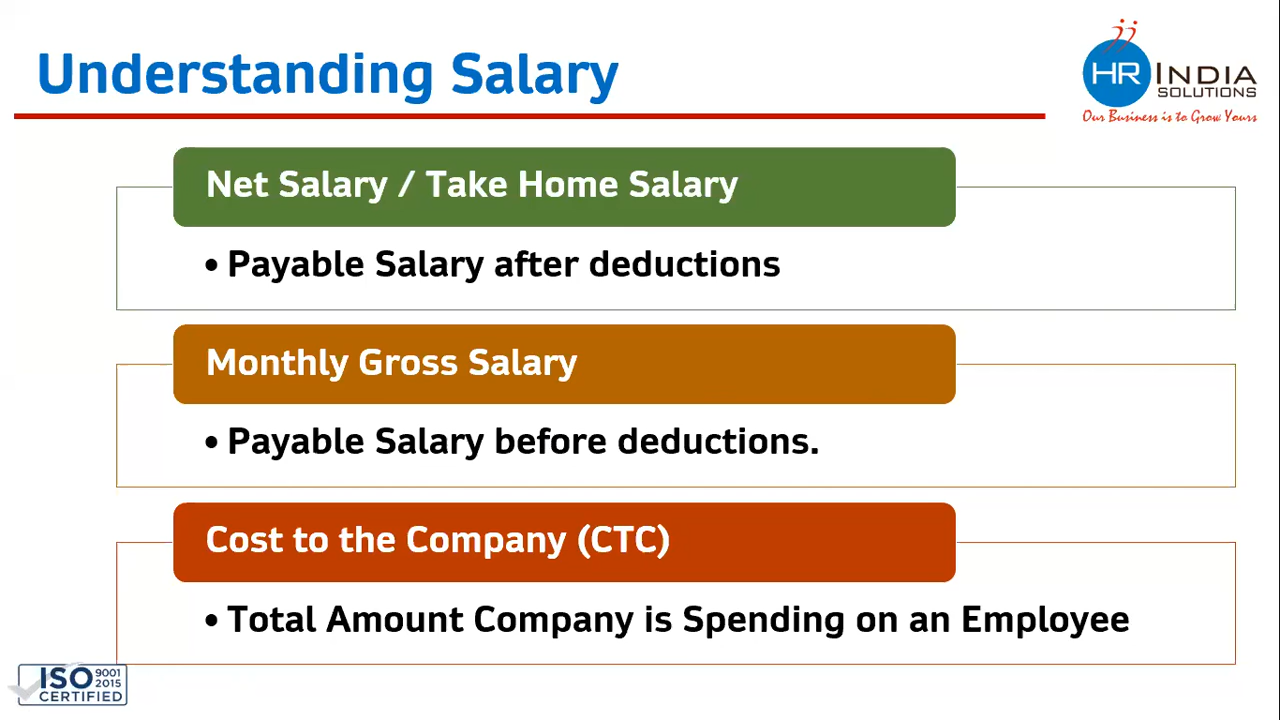 Understanding Salary
HR INDIA
SOLUTIONS
Our Business is to Grow Yours
Net Salary / Take Home Salary
• Payable Salary after deductions
Monthly Gross Salary
• Payable Salary before deductions.
Cost to the Company (CTC)
• Total Amount Company is Spending on an Employee
ISO 9001
2015
CERTIFIED